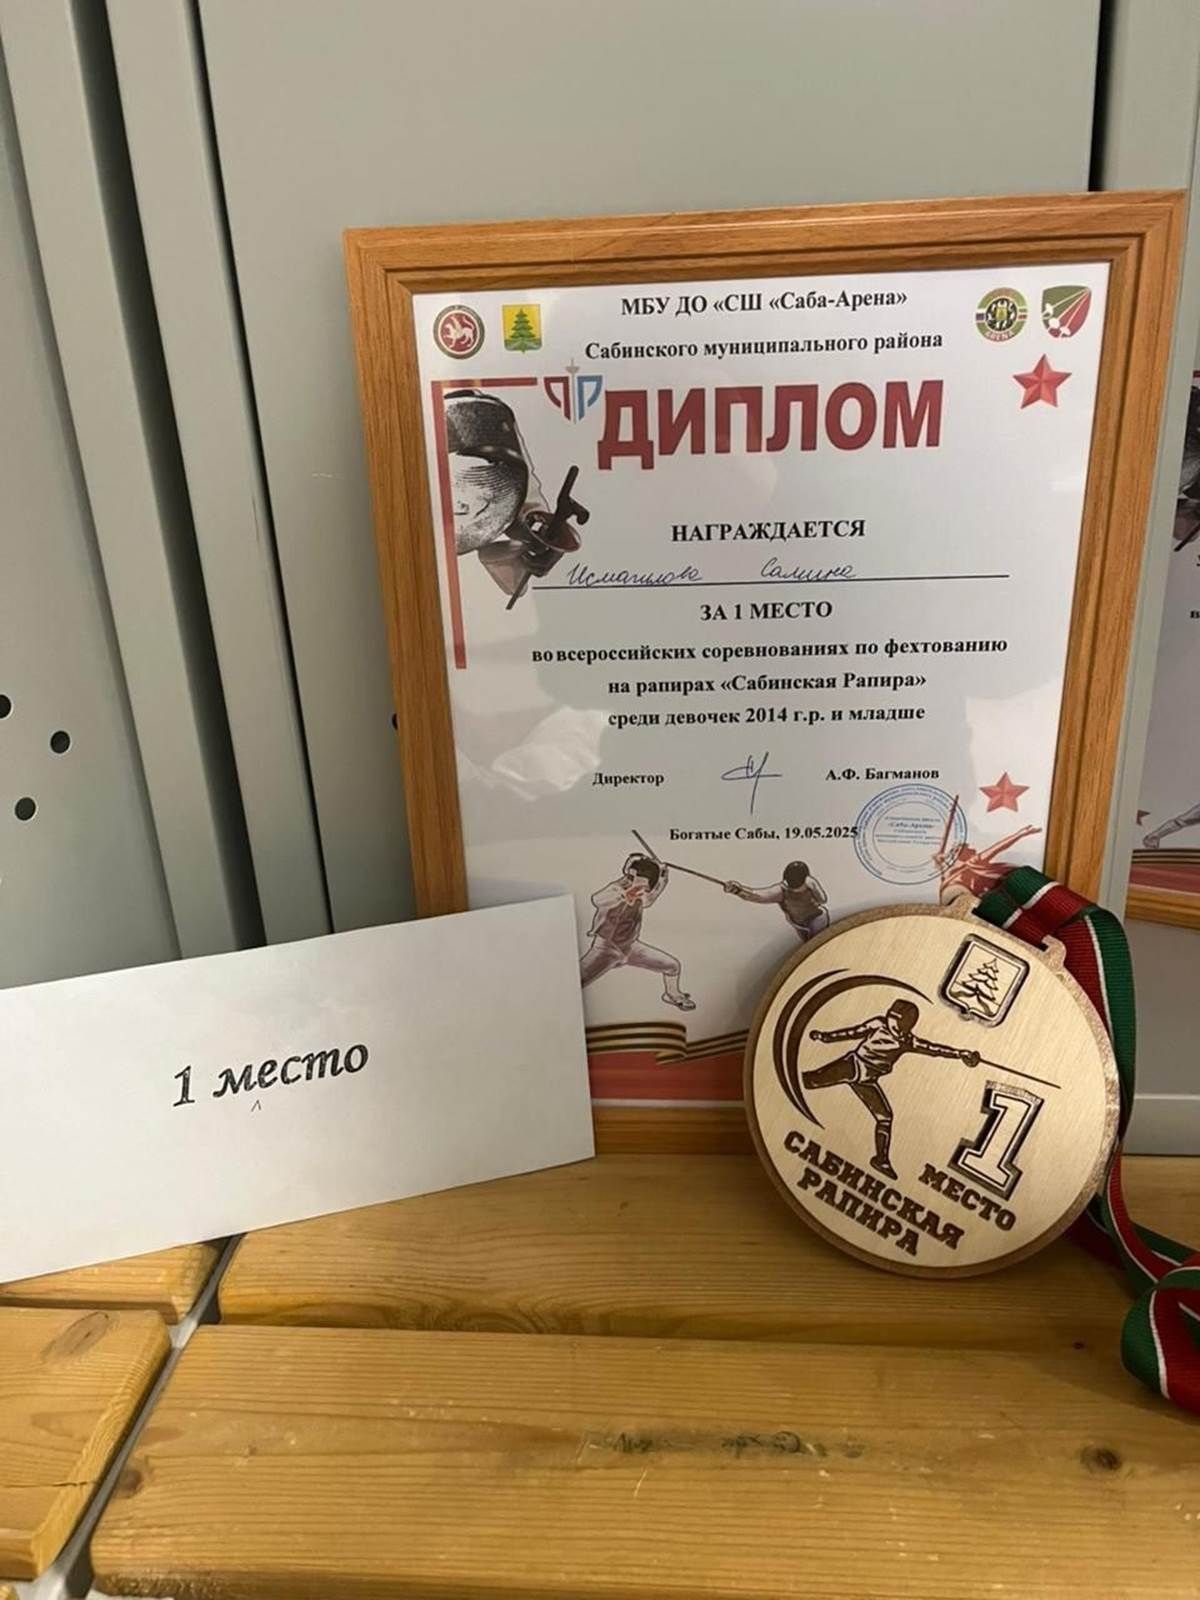 МБУ ДО «СШ «Саба-Арена»
Сабинского муниципального района
ДИПЛОМ
НАГРАЖДАЕТСЯ
Исмагилова Самина
ЗА 1 МЕСТО
во всероссийских соревнованиях по фехтованию
на рапирах «Сабинская Рапира»
среди девочек 2014 г.р. и младше
Директор А.Ф. Багманов
Богатые Сабы, 19.05.2025
1 место
1
МЕСТО
САБИНСКАЯ
РАПИРА